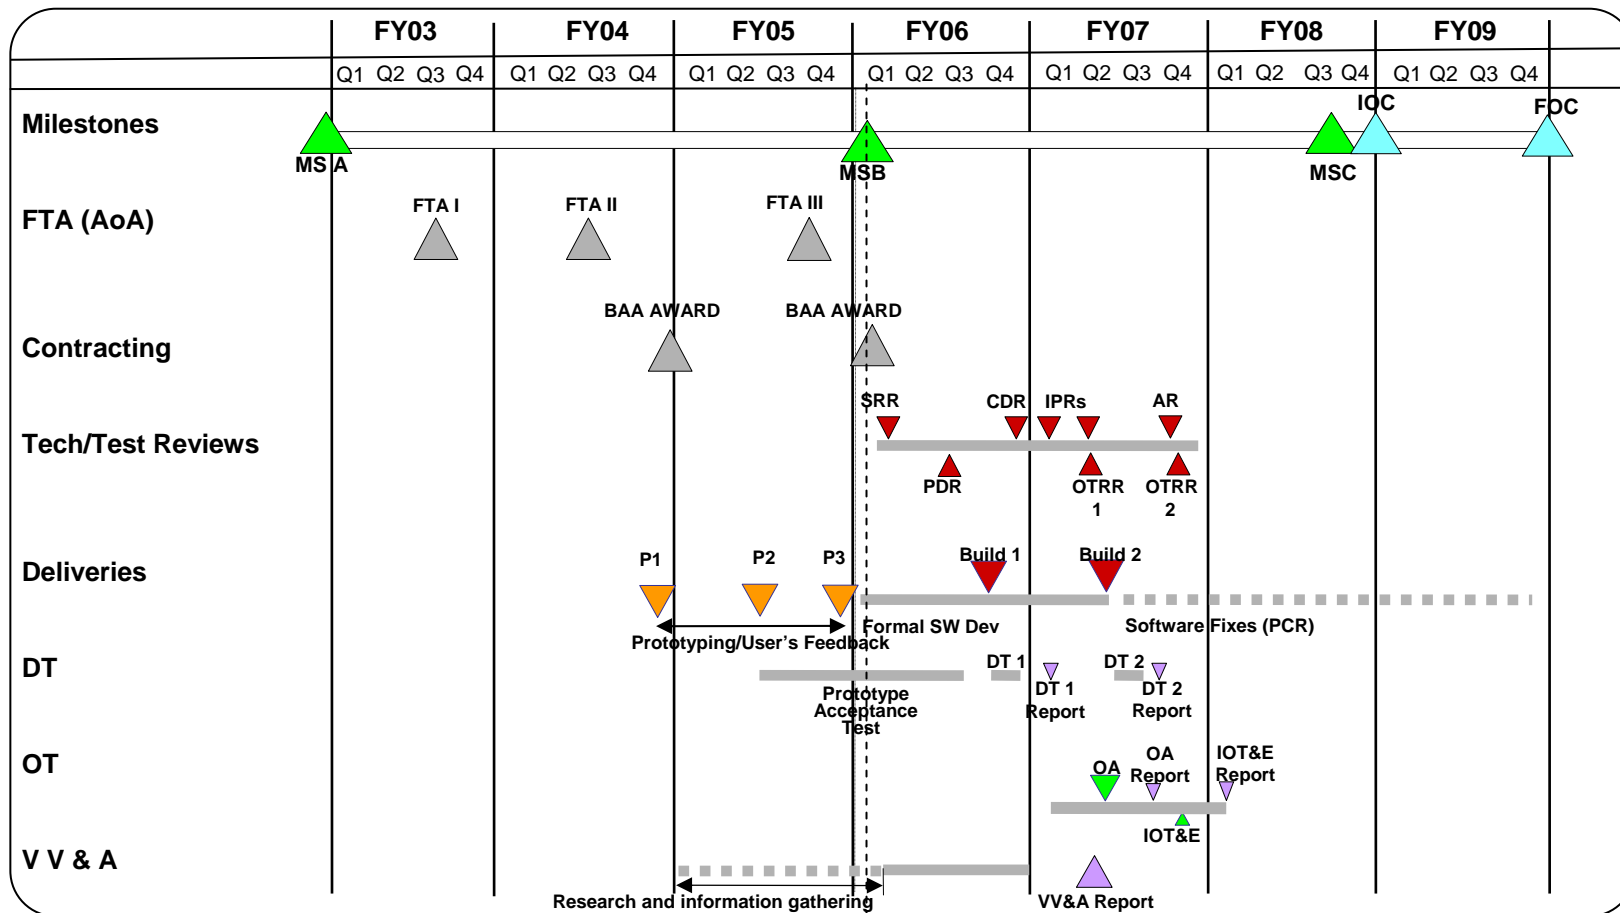 FY03 FY04 FY05 FY06 FY07 FY08 FY09
Q1 Q2 Q3 Q4 Q1 Q2 Q3 Q4 Q1 Q2 Q3 Q4 Q1 Q2 Q3 Q4 Q1 Q2 Q3 Q4 Q1 Q2 Q3 Q4 Q1 Q2 Q3 Q4
IOC FOC
Milestones
MS A MSB MSC
FTA I FTA II FTA III
FTA (AoA)
BAA AWARD BAA AWARD
Contracting
SRR CDR IPRs AR
Tech/Test Reviews
PDR OTRR OTRR
1 2
P1 P2 P3 Build 1 Build 2
Deliveries
Formal SW Dev Software Fixes (PCR)
Prototyping/User’s Feedback
DT DT 1 DT 2
Prototype DT 1 DT 2
Acceptance Report Report
Test
OA IOT&E
OT OA Report Report
IOT&E
V V & A
Research and information gathering VV&A Report